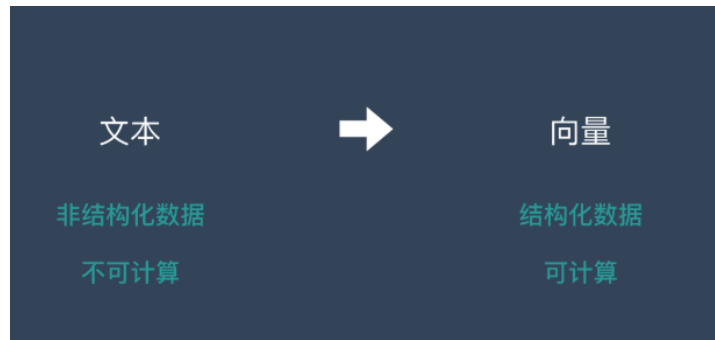 文本
向量
非结构化数据
结构化数据
不可计算
可计算